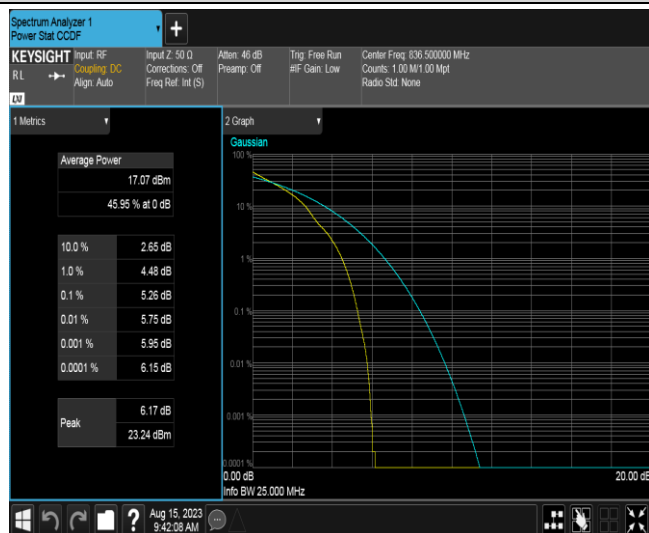 Spectrum Analyzer 1
Power Stat CCDF
+
KEYSIGHT
RL
LXI
Input: RF
Coupling: DC
Align: Auto
Input Z: 50 Ω
Corrections: Off
Freq Ref: Int (S)
Atten: 46 dB
Preamp: Off
Trig: Free Run
#IF Gain: Low
Center Freq: 836.500000 MHz
Counts: 1.00 M/1.00 Mpt
Radio Std: None
1 Metrics
Average Power
17.07 dBm
45.95 % at 0 dB
10.0 % 2.65 dB
1.0 % 4.48 dB
0.1 % 5.26 dB
0.01 % 5.75 dB
0.001 % 5.95 dB
0.0001 % 6.15 dB
Peak
6.17 dB
23.24 dBm
2 Graph
Gaussian
100 %
10 %
1 %
0.1 %
0.01 %
0.001 %
0.0001 %
0.00 dB
20.00 dB
Info BW 25.000 MHz
?
Aug 15, 2023
9:42:08 AM